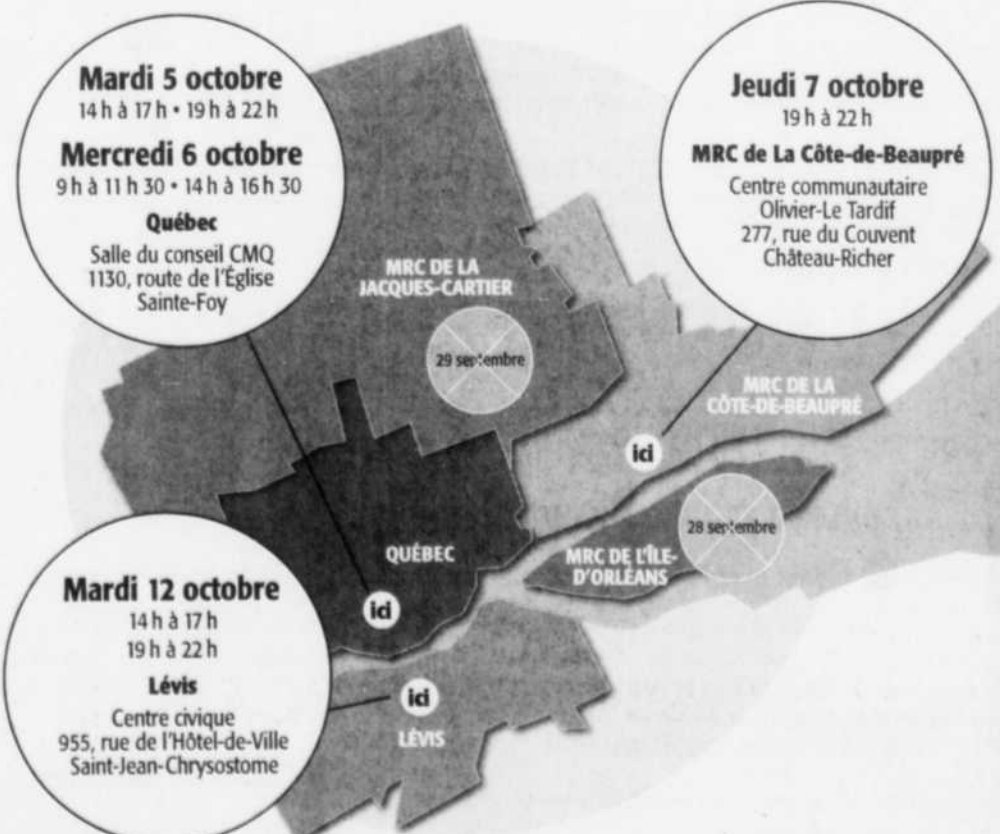 Mardi 5 octobre
14 h à 17 h • 19 h à 22 h
Mercredi 6 octobre
9 h à 11 h 30 • 14 h à 16 h 30
Québec
Salle du conseil CMQ
1130, route de l'Église
Sainte-Foy
Jeudi 7 octobre
19 h à 22 h
MRC de La Côte-de-Beaupré
Centre communautaire
Olivier-Le Tardif
277, rue du Couvent
Château-Richer
MRC DE LA
JACQUES-CARTIER
29 septembre
MRC DE LA
CÔTE-DE-BEAUPRÉ
ici
28 septembre
MRC DE L'ÎLE-
D'ORLÉANS
QUÉBEC
ici
Mardi 12 octobre
14 h à 17 h
19 h à 22 h
Lévis
Centre civique
955, rue de l'Hôtel-de-Ville
Saint-Jean-Chrysostome
ici
LÉVIS